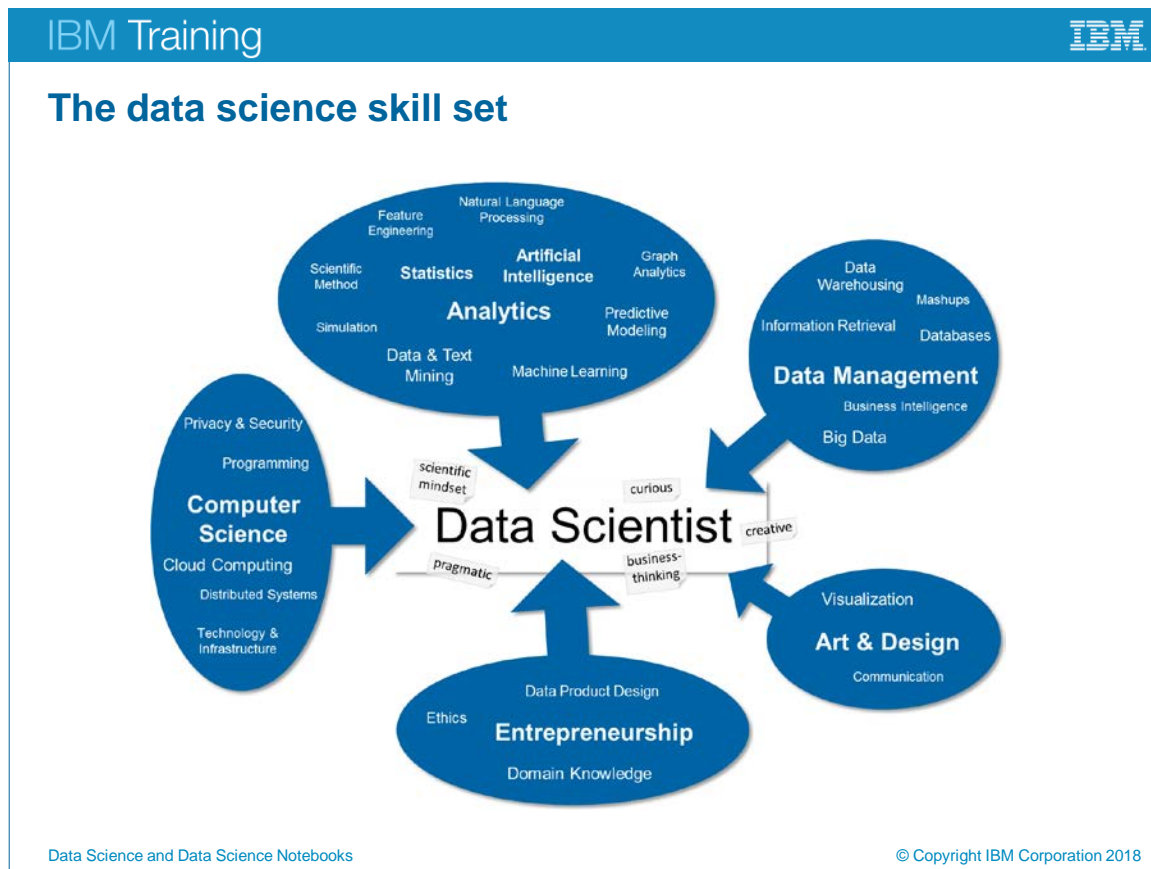 IBM Training
IBM
The data science skill set
Natural Language
Processing
Feature
Engineering
Artificial
Intelligence
Graph
Analytics
Scientific
Method
Statistics
Analytics
Predictive
Modeling
Simulation
Data & Text
Mining
Machine Learning
Data
Warehousing
Mashups
Information Retrieval
Databases
Data Management
Business Intelligence
Big Data
Privacy & Security
Programming
Computer
Science
Cloud Computing
Distributed Systems
Technology &
Infrastructure
scientific
mindset
curious
Data Scientist
creative
pragmatic
business-
thinking
Visualization
Art & Design
Communication
Data Product Design
Ethics
Entrepreneurship
Domain Knowledge
Data Science and Data Science Notebooks
© Copyright IBM Corporation 2018